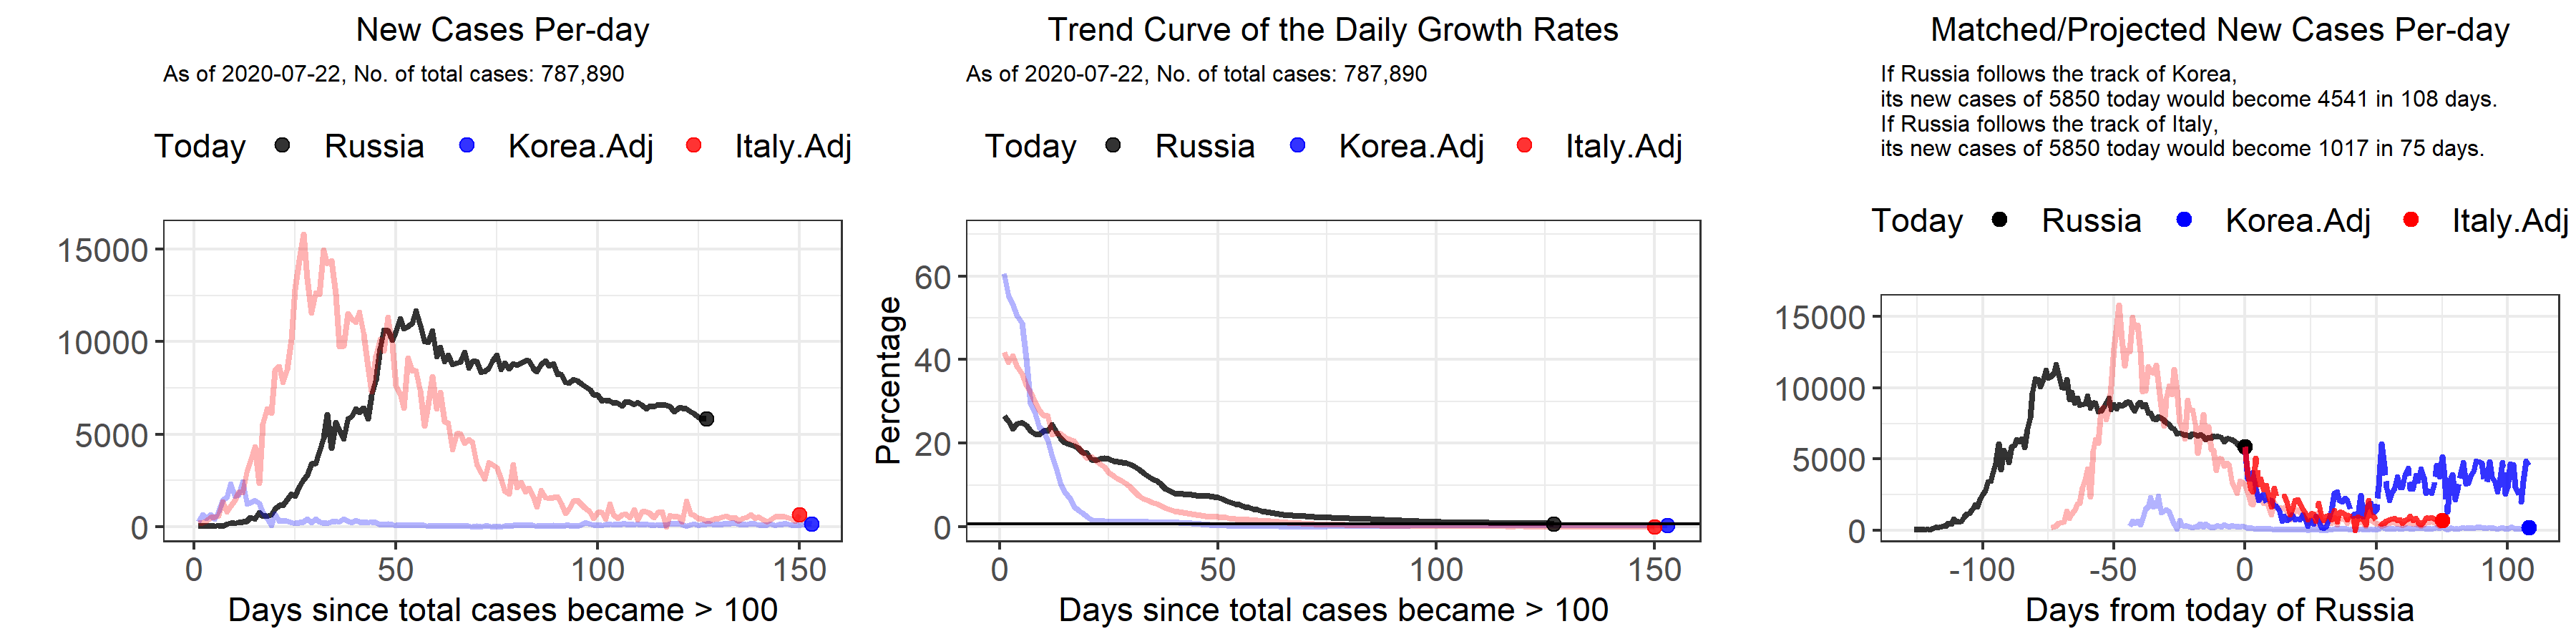 New Cases Per-day
As of 2020-07-22, No. of total cases: 787,890
Today Russia Korea.Adj Italy.Adj
15000
10000
5000
0
0 50 100 150
Days since total cases became > 100
Trend Curve of the Daily Growth Rates
As of 2020-07-22, No. of total cases: 787,890
Today Russia Korea.Adj Italy.Adj
Percentage
60
40
20
0
0 50 100 150
Days since total cases became > 100
Matched/Projected New Cases Per-day
If Russia follows the track of Korea,
its new cases of 5850 today would become 4541 in 108 days.
If Russia follows the track of Italy,
its new cases of 5850 today would become 1017 in 75 days.
Today Russia Korea.Adj Italy.Adj
15000
10000
5000
0
-100 -50 0 50 100
Days from today of Russia